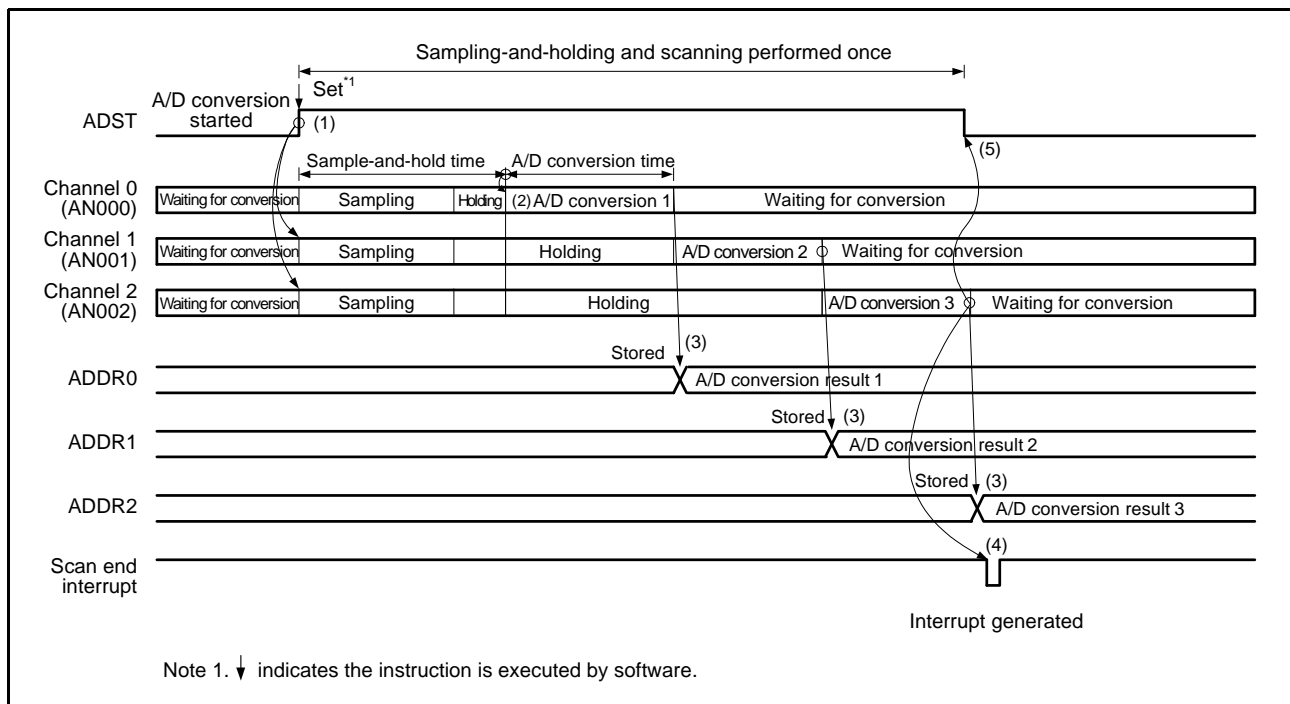 Sampling-and-holding and scanning performed once
A/D conversion started
Set*1
ADST
(1)
(5)
Sample-and-hold time
A/D conversion time
Channel 0
(AN000)
Waiting for conversion
Sampling
Holding
(2)
A/D conversion 1
Waiting for conversion
Channel 1
(AN001)
Waiting for conversion
Sampling
Holding
A/D conversion 2
Waiting for conversion
Channel 2
(AN002)
Waiting for conversion
Sampling
Holding
A/D conversion 3
Waiting for conversion
Stored
(3)
ADDR0
A/D conversion result 1
Stored
(3)
ADDR1
A/D conversion result 2
Stored
(3)
ADDR2
A/D conversion result 3
Scan end
interrupt
(4)
Interrupt generated
Note 1. ↓ indicates the instruction is executed by software.